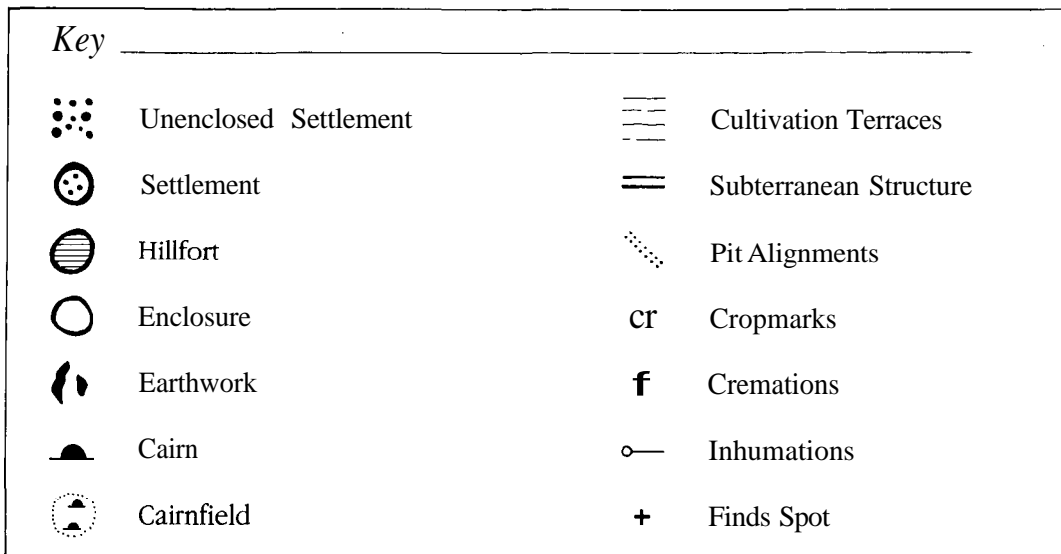 Key
Unenclosed Settlement
Settlement
Hillfort
Enclosure
Earthwork
Cairn
Cairnfield
Cultivation Terraces
Subterranean Structure
Pit Alignments
cr Cropmarks
f Cremations
Inhumations
+ Finds Spot